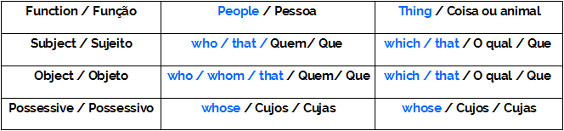 Function / Função People / Pessoa Thing / Coisa ou animal
Subject / Sujeito who / that / Quem/ Que which / that / O qual / Que
Object / Objeto who / whom / that / Quem/ Que which / that / O qual / Que
Possessive / Possessivo whose / Cujos / Cujas whose / Cujos / Cujas